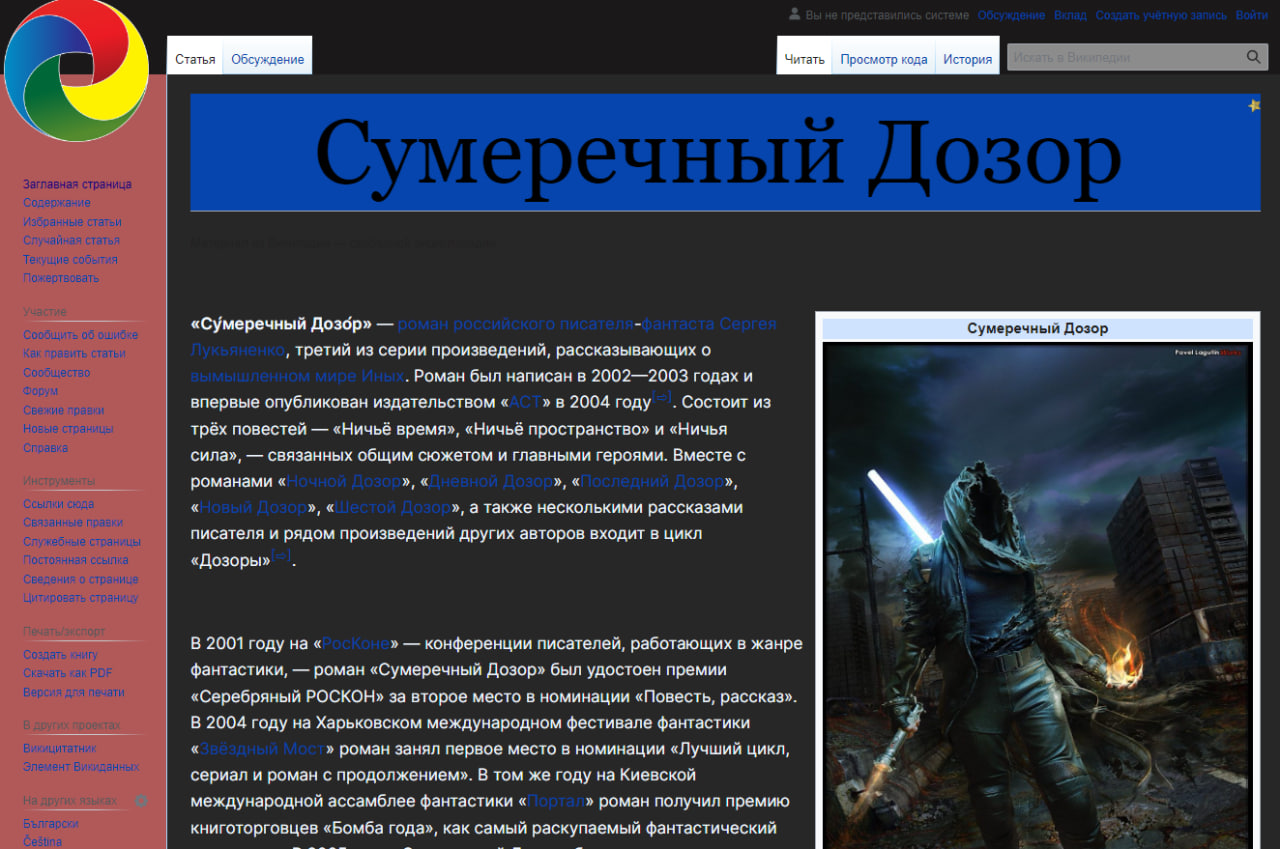 Вы не представились системе Обсуждение Вклад Создать учётную запись Войти
Статья Обсуждение
Читать Просмотр кода История
Искать в Википедии
Сумеречный Дозор
Материал из Википедии — свободной энциклопедии
Заглавная страница
Содержание
Избранные статьи
Случайная статья
Текущие события
Пожертвовать
Участие
Сообщить об ошибке
Как править статьи
Сообщество
Форум
Свежие правки
Новые страницы
Справка
Инструменты
Ссылки сюда
Связанные правки
Служебные страницы
Постоянная ссылка
Сведения о странице
Цитировать страницу
Печать/экспорт
Создать книгу
Скачать как PDF
Версия для печати
В других проектах
Викицитатник
Элемент Викиданных
На других языках
Български
Čeština
«Су́меречный Дозо́р» — роман российского писателя-фантаста Сергея
Лукьяненко, третий из серии произведений, рассказывающих о
вымышленном мире Иных. Роман был написан в 2002—2003 годах и
впервые опубликован издательством «АСТ» в 2004 году[⇨]. Состоит из
трёх повестей — «Ничьё время», «Ничьё пространство» и «Ничья
сила», — связанных общим сюжетом и главными героями. Вместе с
романами «Ночной Дозор», «Дневной Дозор», «Последний Дозор»,
«Новый Дозор», «Шестой Дозор», а также несколькими рассказами
писателя и рядом произведений других авторов входит в цикл
«Дозоры»[⇨].
В 2001 году на «РосКоне» — конференции писателей, работающих в жанре
фантастики, — роман «Сумеречный Дозор» был удостоен премии
«Серебряный РОСКОН» за второе место в номинации «Повесть, рассказ».
В 2004 году на Харьковском международном фестивале фантастики
«Звёздный Мост» роман занял первое место в номинации «Лучший цикл,
сериал и роман с продолжением». В том же году на Киевской
международной ассамблее фантастики «Портал» роман получил премию
книготорговцев «Бомба года», как самый раскупаемый фантастический
Сумеречный Дозор
Pavel Lagutin